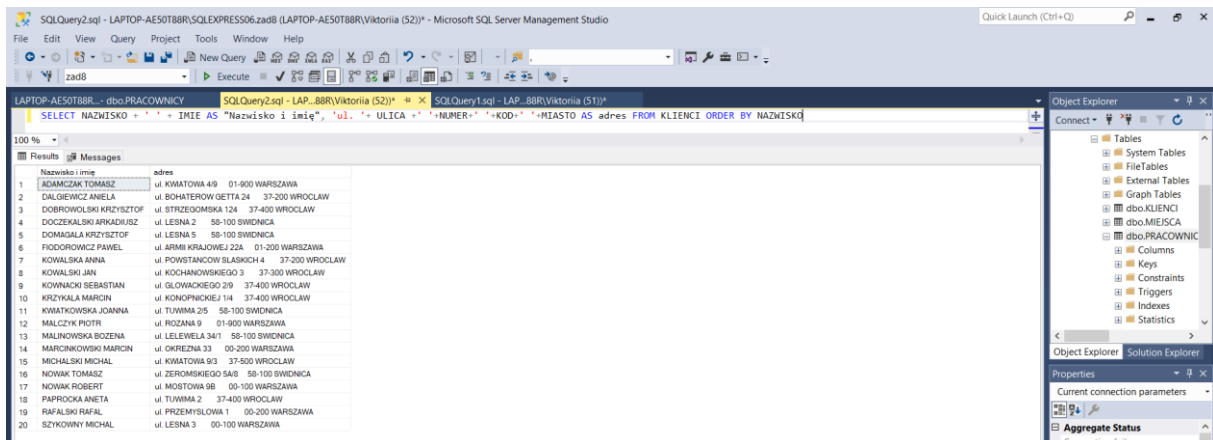 SQLQuery2.sql - LAPTOP-AE50T88R\SQLEXPRESS06.zad8 (LAPTOP-AE50T88R\Viktoriia (52))* - Microsoft SQL Server Management Studio
Quick Launch (Ctrl+Q)
File Edit View Query Project Tools Window Help
New Query
zad8 Execute
LAPTOP-AE50T88R...- dbo.PRACOWNICY SQLQuery2.sql - LAP...88R\Viktoriia (52))* SQLQuery1.sql - LAP...88R\Viktoriia (51))*
SELECT NAZWISKO + ' ' + IMIE AS "Nazwisko i imię", 'ul. '+ ULICA +' '+NUMER+' '+KOD+' '+MIASTO AS adres FROM KLIENCI ORDER BY NAZWISKO
100 %
Results Messages
Nazwisko i imię adres
1 ADAMCZAK TOMASZ ul. KWIATOWA 4/9 01-900 WARSZAWA
2 DALGIEWICZ ANIELA ul. BOHATEROW GETTA 24 37-200 WROCLAW
3 DOBROWOLSKI KRZYSZTOF ul. STRZEGOMSKA 124 37-400 WROCLAW
4 DOCZEKALSKI ARKADIUSZ ul. LESNA 2 58-100 SWIDNICA
5 DOMAGALA KRZYSZTOF ul. LESNA 5 58-100 SWIDNICA
6 FIODOROWICZ PAWEL ul. ARMII KRAJOWEJ 22A 01-200 WARSZAWA
7 KOWALSKA ANNA ul. POWSTANCOW SLASKICH 4 37-200 WROCLAW
8 KOWALSKI JAN ul. KOCHANOWSKIEGO 3 37-300 WROCLAW
9 KOWNACKI SEBASTIAN ul. GLOWACKIEGO 2/9 37-400 WROCLAW
10 KRZYKALA MARCIN ul. KONOPNICKIEJ 1/4 37-400 WROCLAW
11 KWIATKOWSKA JOANNA ul. TUWIMA 2/5 58-100 SWIDNICA
12 MALCZYK PIOTR ul. ROZANA 9 01-900 WARSZAWA
13 MALINOWSKA BOZENA ul. LELEWELA 34/1 58-100 SWIDNICA
14 MARCINKOWSKI MARCIN ul. OKREZNA 33 00-200 WARSZAWA
15 MICHALSKI MICHAL ul. KWIATOWA 9/3 37-500 WROCLAW
16 NOWAK TOMASZ ul. ZEROMSKIEGO 5A/8 58-100 SWIDNICA
17 NOWAK ROBERT ul. MOSTOWA 9B 00-100 WARSZAWA
18 PAPROCKA ANETA ul. TUWIMA 2 37-400 WROCLAW
19 RAFALSKI RAFAL ul. PRZEMYSLOWA 1 00-200 WARSZAWA
20 SZYKOWNY MICHAL ul. LESNA 3 00-100 WARSZAWA
Object Explorer
Connect
Tables
System Tables
FileTables
External Tables
Graph Tables
dbo.KLIENCI
dbo.MIEJSCA
dbo.PRACOWNIC
Columns
Keys
Constraints
Triggers
Indexes
Statistics
Object Explorer Solution Explorer
Properties
Current connection parameters
Aggregate Status